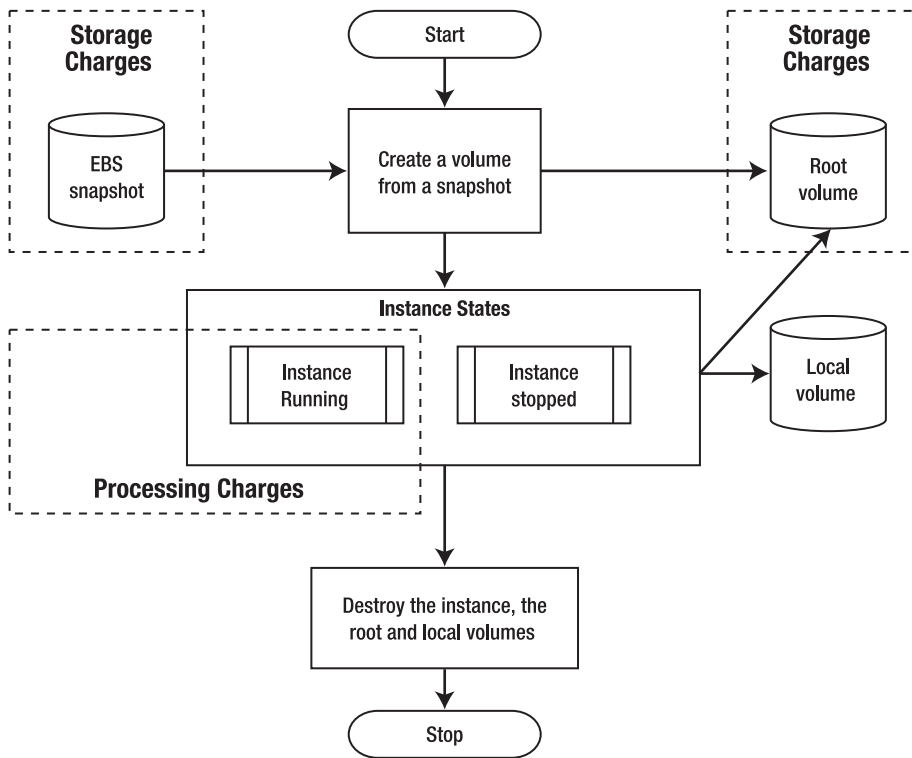 Storage
Charges
Start
Storage
Charges
EBS
snapshot
Create a volume
from a snapshot
Root
volume
Instance States
Instance
Running
Instance
stopped
Local
volume
Processing Charges
Destroy the instance, the
root and local volumes
Stop